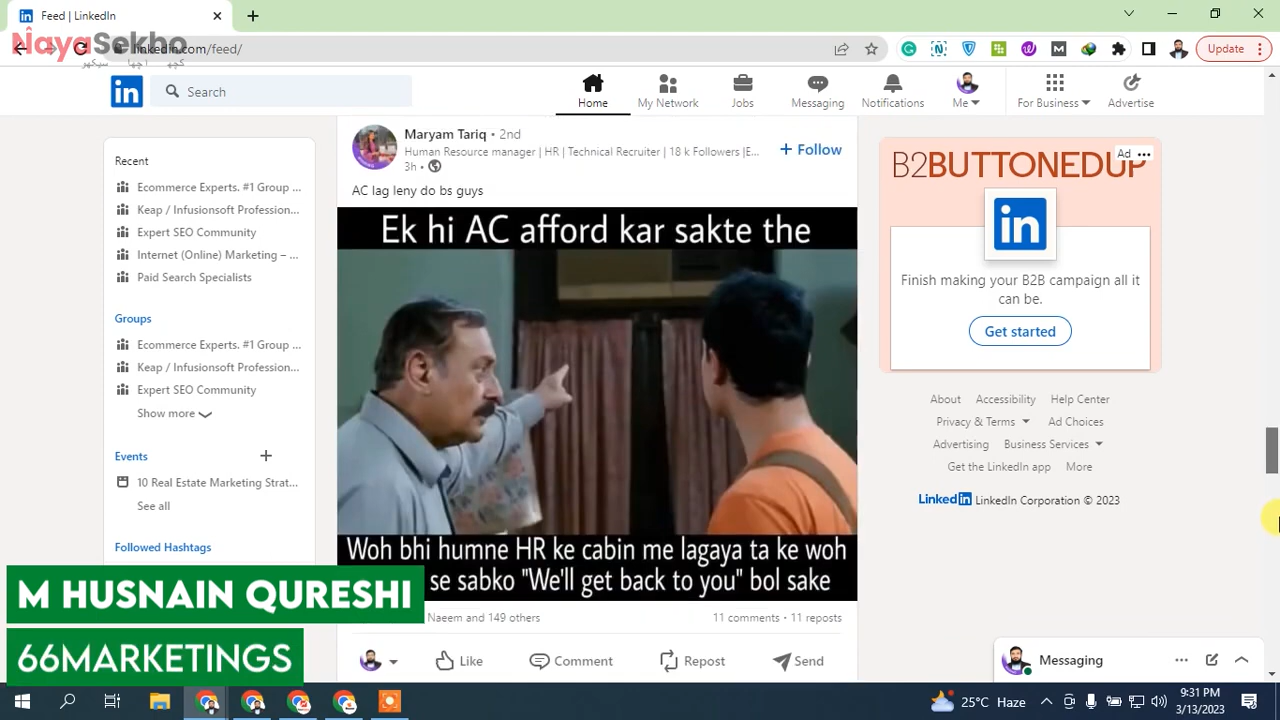 Feed | LinkedIn
NayaSekho
کچھ اچھا سیکھو
linkedin.com/feed/
Update
in
Search
Home
My Network
Jobs
Messaging
Notifications
Me
For Business
Advertise
Recent
Ecommerce Experts. #1 Group ...
Keap / Infusionsoft Profession...
Expert SEO Community
Internet (Online) Marketing – ...
Paid Search Specialists
Groups
Ecommerce Experts. #1 Group ...
Keap / Infusionsoft Profession...
Expert SEO Community
Show more
Events
10 Real Estate Marketing Strat...
See all
Followed Hashtags
Maryam Tariq • 2nd
Human Resource manager | HR | Technical Recruiter | 18 k Followers |E...
3h •
+ Follow
AC lag leny do bs guys
Ek hi AC afford kar sakte the
Woh bhi humne HR ke cabin me lagaya ta ke woh
se sabko "We'll get back to you" bol sake
Naeem and 149 others
11 comments • 11 reposts
Like
Comment
Repost
Send
B2BUTTONEDUP
Ad ...
in
Finish making your B2B campaign all it
can be.
Get started
About Accessibility Help Center
Privacy & Terms Ad Choices
Advertising Business Services
Get the LinkedIn app More
LinkedIn LinkedIn Corporation © 2023
Messaging
M HUSNAIN QURESHI
66MARKETINGS
25°C Haze
9:31 PM
3/13/2023